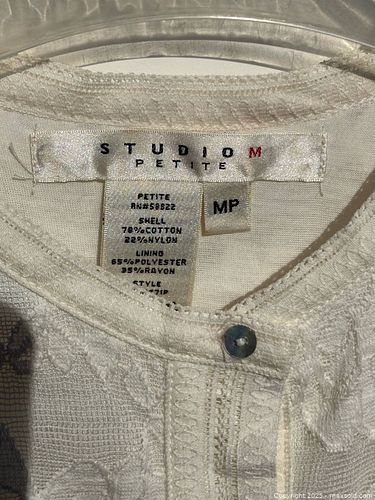 STUDIO M
PETITE
MP
PETITE
RN#58822
SHELL
78%COTTON
22%NYLON
LINING
65%POLYESTER
35%RAYON
STYLE
Copyright 2025 - maxsold.com